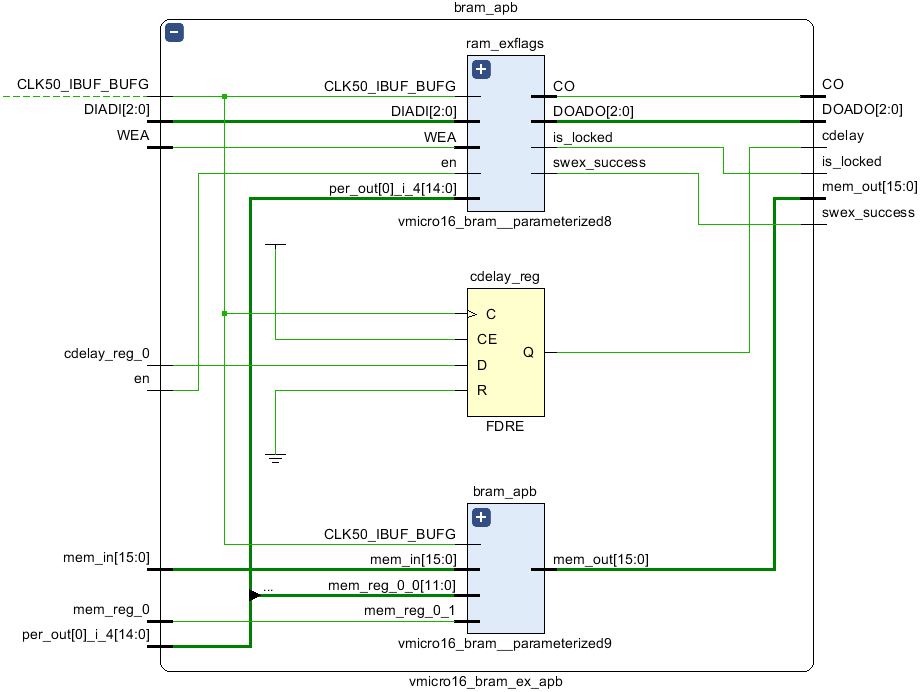 bram_apb
ram_exflags
CLK50_IBUF_BUFG
CLK50_IBUF_BUFG
CO
CO
DIADI[2:0]
DIADI[2:0]
DOADO[2:0]
DOADO[2:0]
WEA
WEA
is_locked
cdelay
en
swex_success
is_locked
per_out[0]_i_4[14:0]
mem_out[15:0]
swex_success
vmicro16_bram__parameterized8
cdelay_reg
C
CE
cdelay_reg_0
D
Q
en
R
FDRE
bram_apb
CLK50_IBUF_BUFG
mem_in[15:0]
mem_in[15:0]
mem_out[15:0]
...
mem_reg_0_0[11:0]
mem_reg_0
mem_reg_0_1
per_out[0]_i_4[14:0]
vmicro16_bram__parameterized9
vmicro16_bram_ex_apb